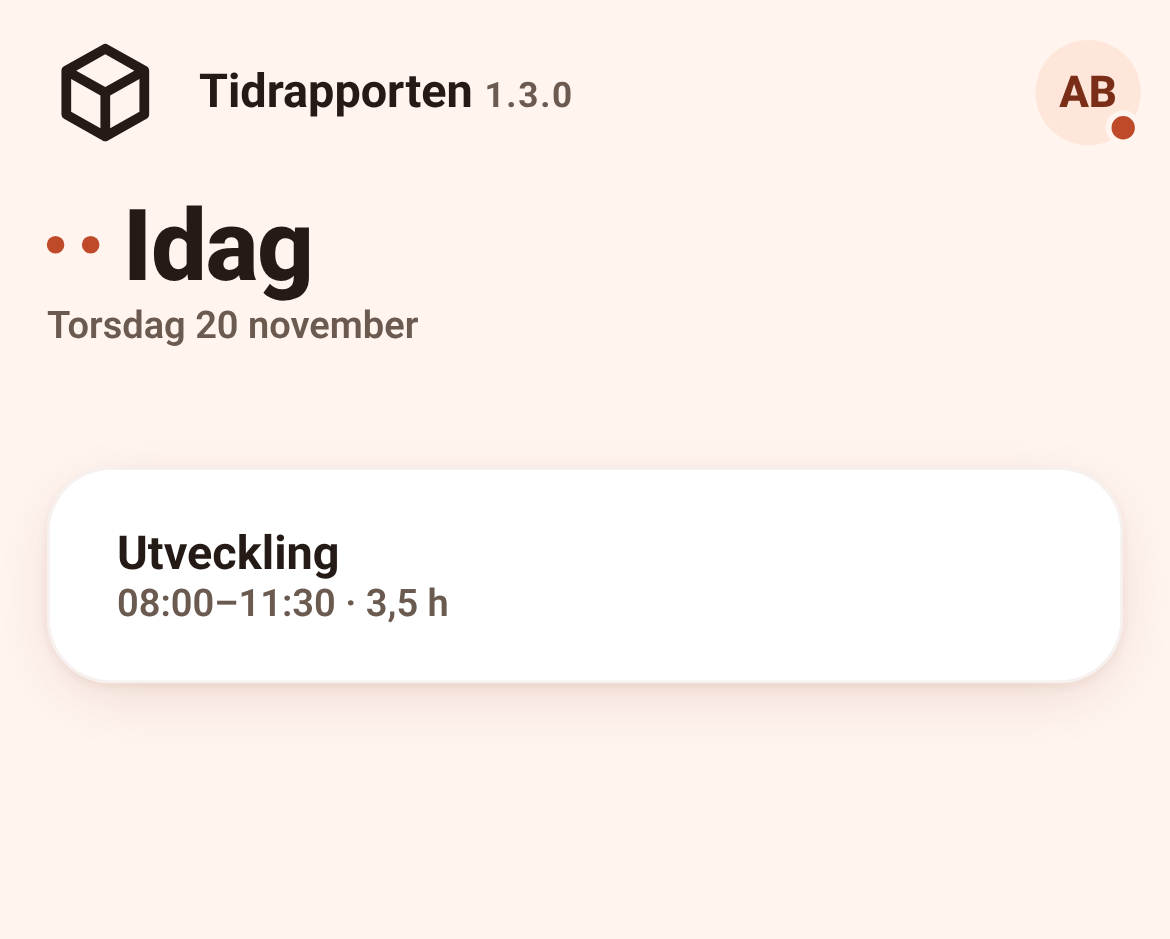 Tidrapporten 1.3.0
AB
Idag
Torsdag 20 november
Utveckling
08:00–11:30 · 3,5 h